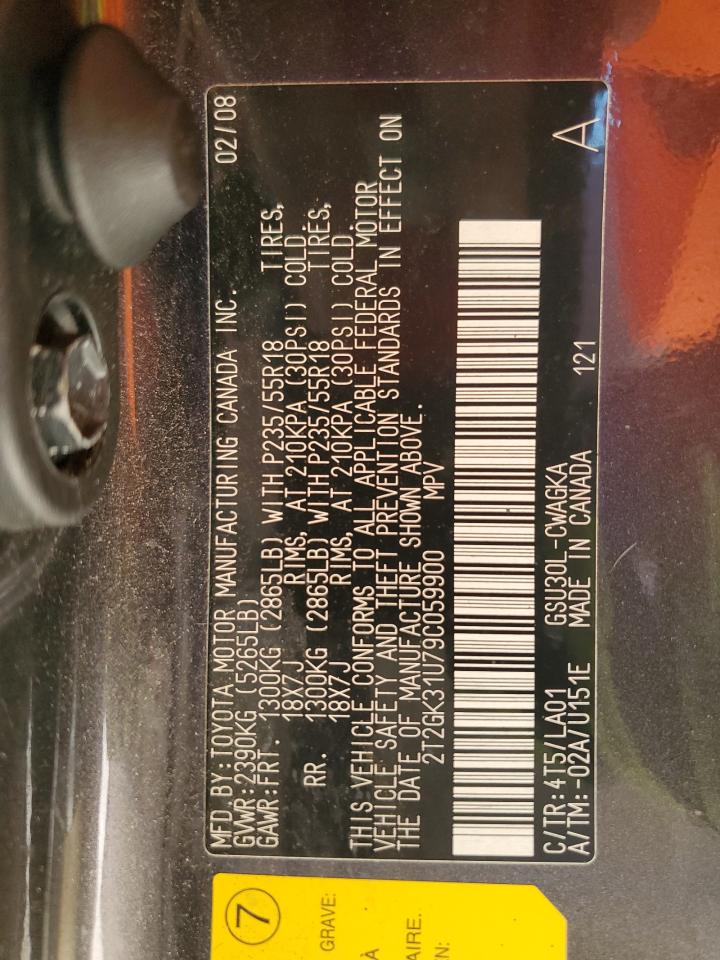 MFD.BY:TOYOTA MOTOR MANUFACTURING CANADA INC. 02/08
GVWR:2390KG (5265LB)
GAWR:FRT. 1300KG (2865LB) WITH P235/55R18 TIRES,
18X7J RIMS, AT 210KPA (30PSI) COLD.
RR. 1300KG (2865LB) WITH P235/55R18 TIRES,
18X7J RIMS, AT 210KPA (30PSI) COLD.
THIS VEHICLE CONFORMS TO ALL APPLICABLE FEDERAL MOTOR
VEHICLE SAFETY AND THEFT PREVENTION STANDARDS IN EFFECT ON
THE DATE OF MANUFACTURE SHOWN ABOVE.
2T2GK31U79C059900 MPV
C/TR:4T5/LA01 GSU30L-CWAGKA
A/TM:-02A/U151E MADE IN CANADA 121 A
7
GRAVE:
À
AIRE.
N: